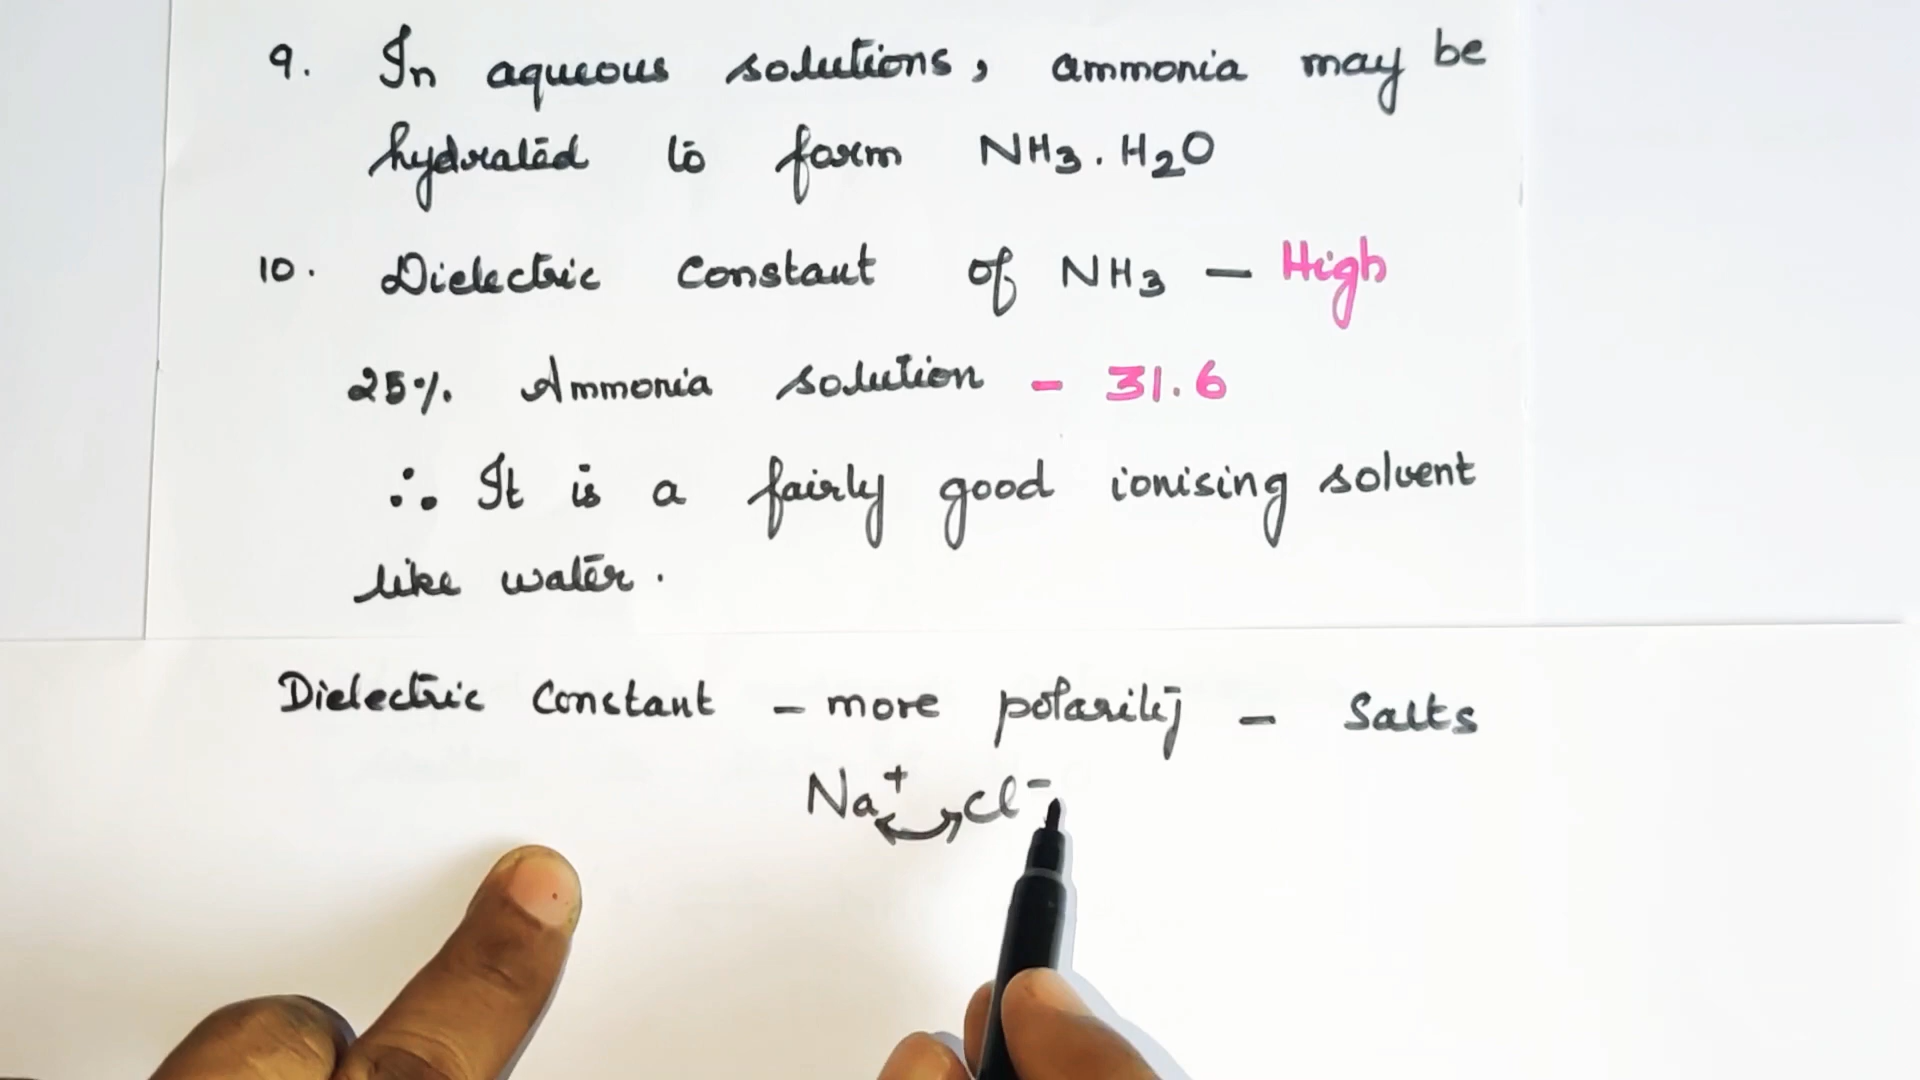 9. In aqueous solutions, ammonia may be
hydrated to form NH3.H2O
10. Dielectric Constant of NH3 – High
25% Ammonia solution – 31.6
∴ It is a fairly good ionising solvent
like water.
Dielectric Constant – more polarity – Salts
Na+ Cl-